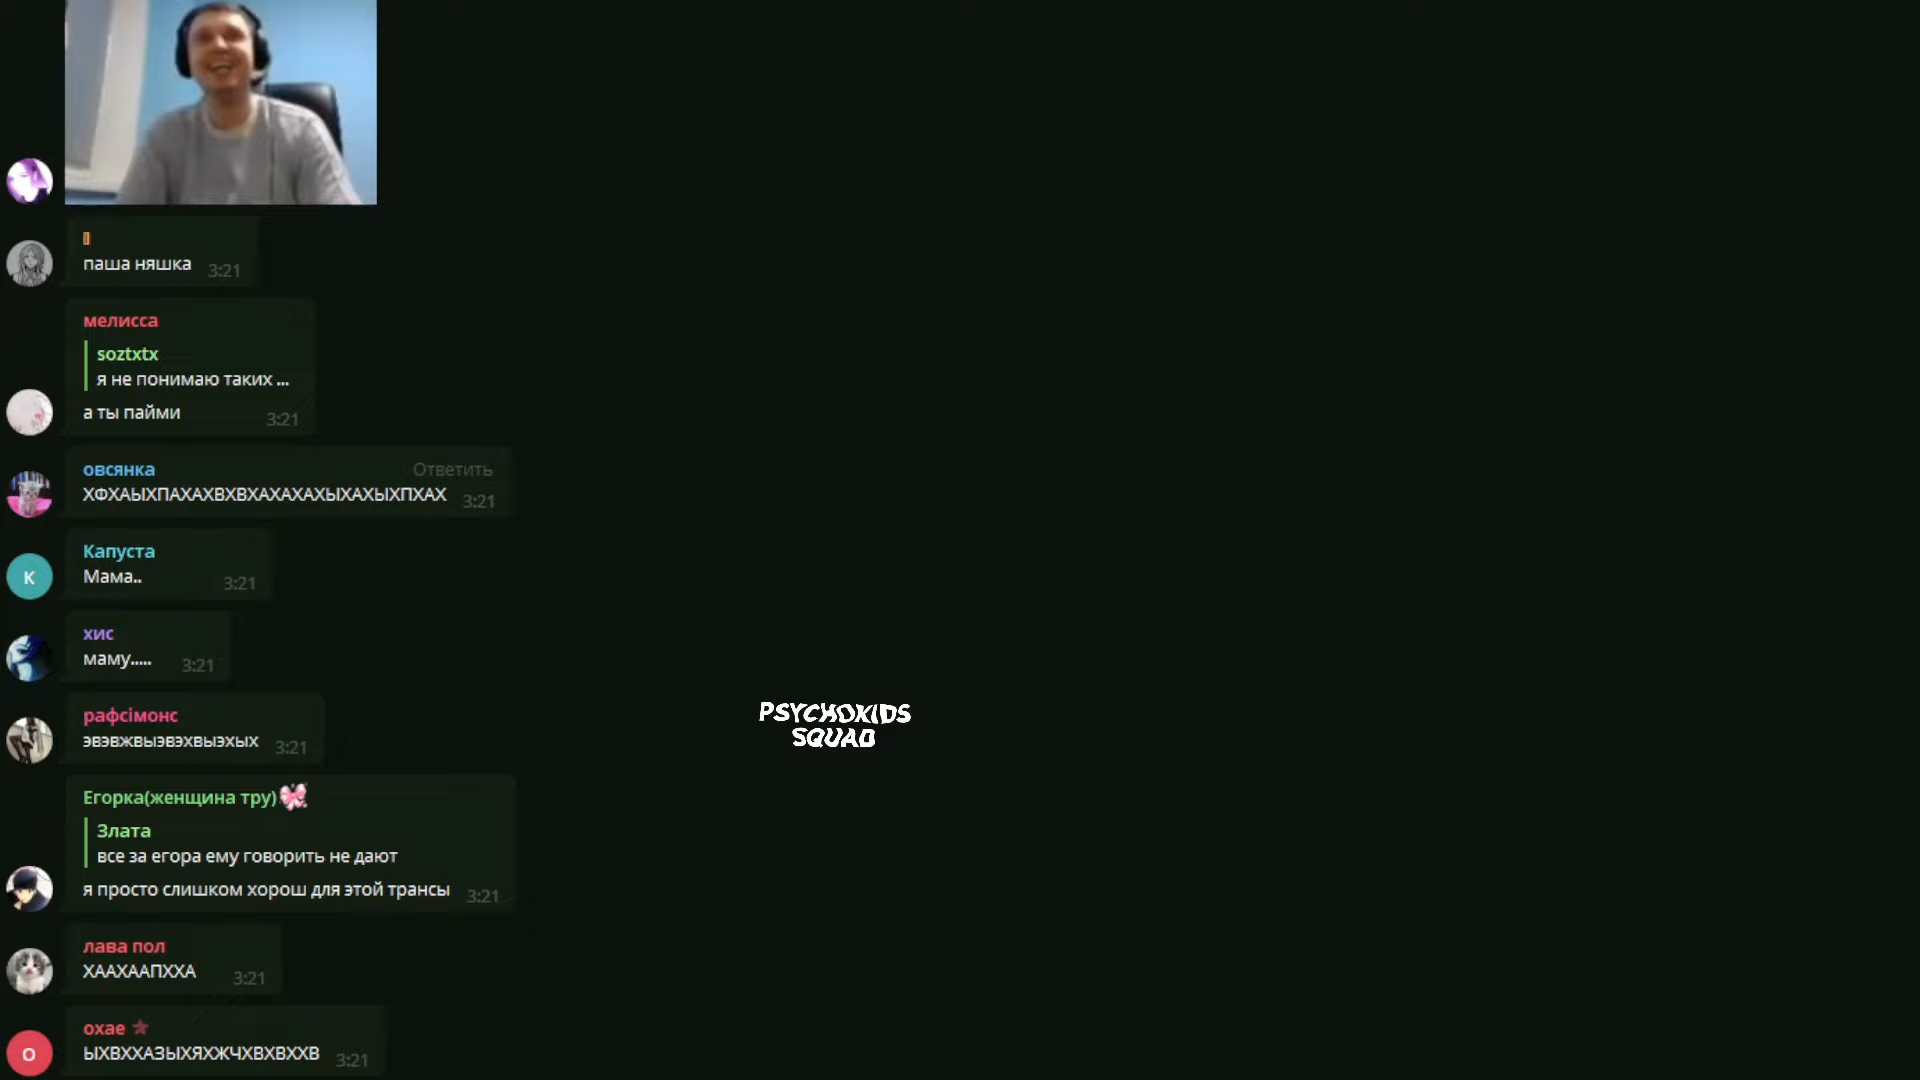 паша няшка 3:21
мелисса
soztxtx
я не понимаю таких ...
а ты пайми 3:21
овсянка Ответить
ХФХАЫХПАХАХВХВХАХАХАХЫХАХЫХПХАХ 3:21
Капуста
К
Мама.. 3:21
хис
маму..... 3:21
рафсімонс
эвэвжвыэвэхвыэхых 3:21
Егорка(женщина тру)
Злата
все за егора ему говорить не дают
я просто слишком хорош для этой трансы 3:21
лава пол
ХААХААПХХА 3:21
охае
О
ЫХВХХАЗЫХЯХЖЧХВХВХХВ 3:21
PSYCHOKIDS
SQUAD